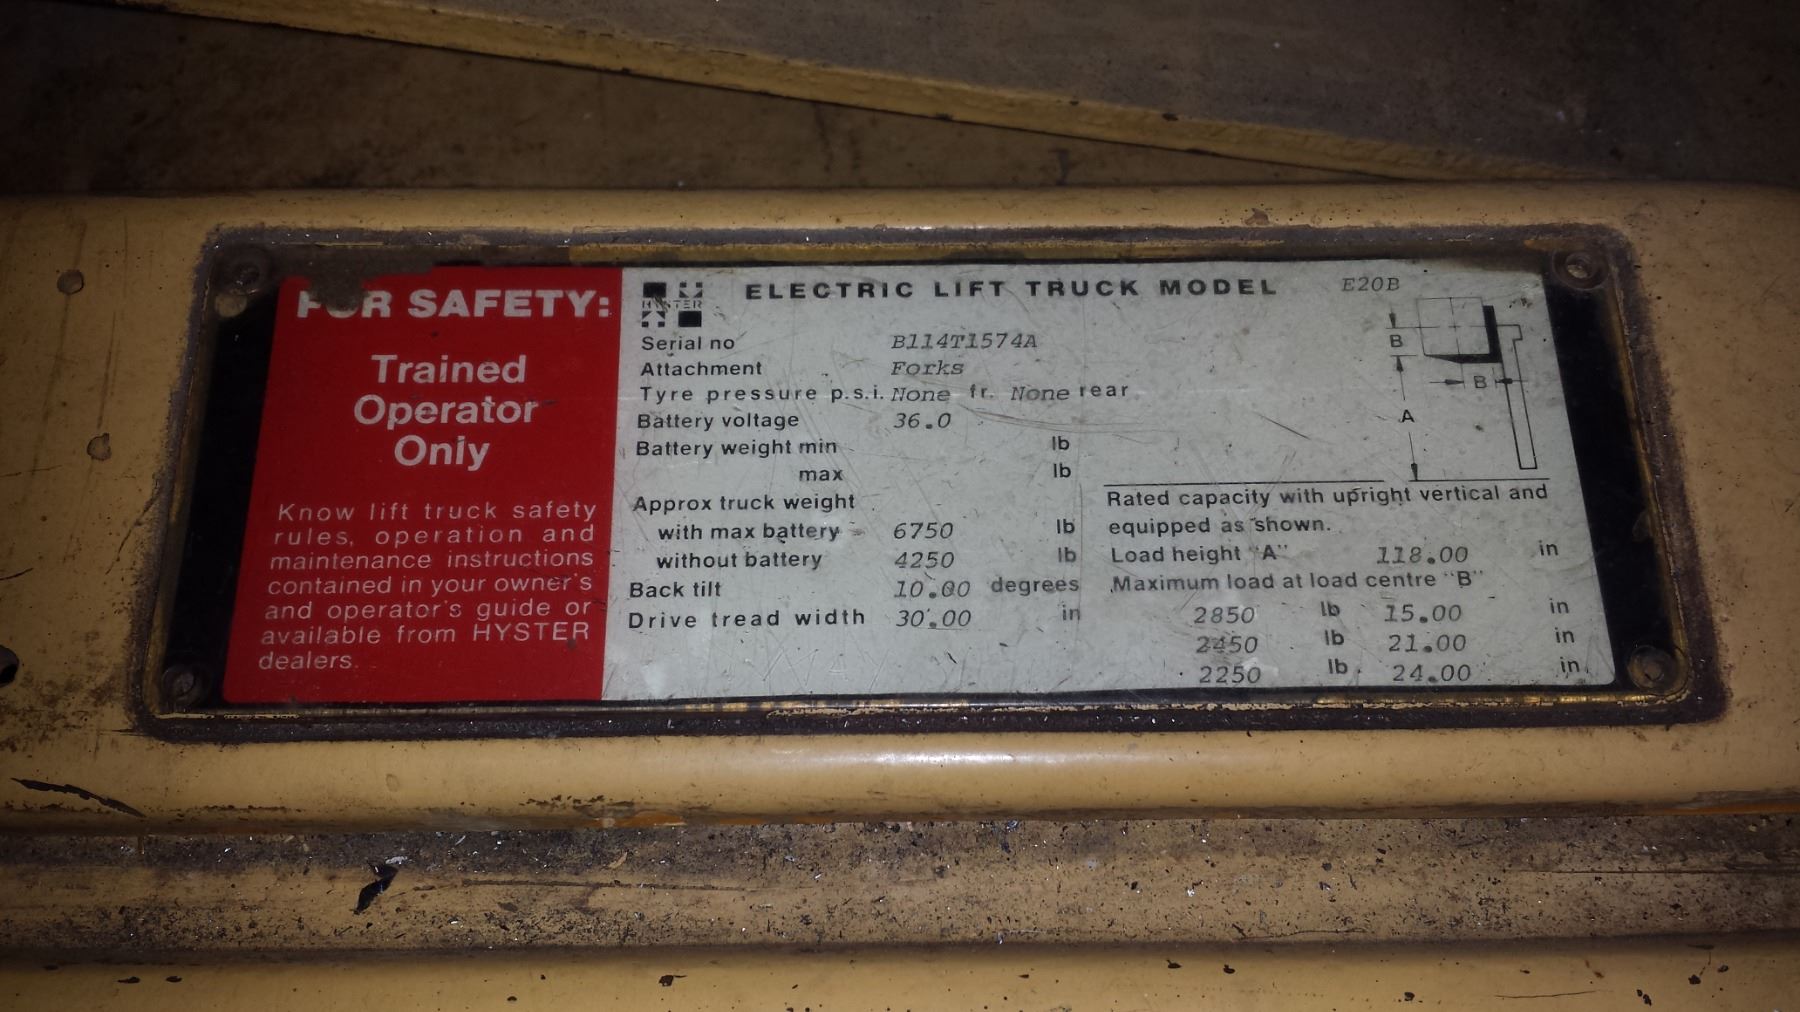 FOR SAFETY:
Trained
Operator
Only
Know lift truck safety
rules, operation and
maintenance instructions
contained in your owner's
and operator's guide or
available from HYSTER
dealers.
HYSTER
ELECTRIC LIFT TRUCK MODEL E20B
Serial no B114T1574A
Attachment Forks
Tyre pressure p.s.i. None fr. None rear
Battery voltage 36.0
Battery weight min lb
max lb
Approx truck weight
with max battery 6750 lb
without battery 4250 lb
Back tilt 10.00 degrees
Drive tread width 30.00 in
B
B
A
Rated capacity with upright vertical and
equipped as shown.
Load height "A" 118.00 in
Maximum load at load centre "B"
2850 lb 15.00 in
2450 lb 21.00 in
2250 lb. 24.00 in.